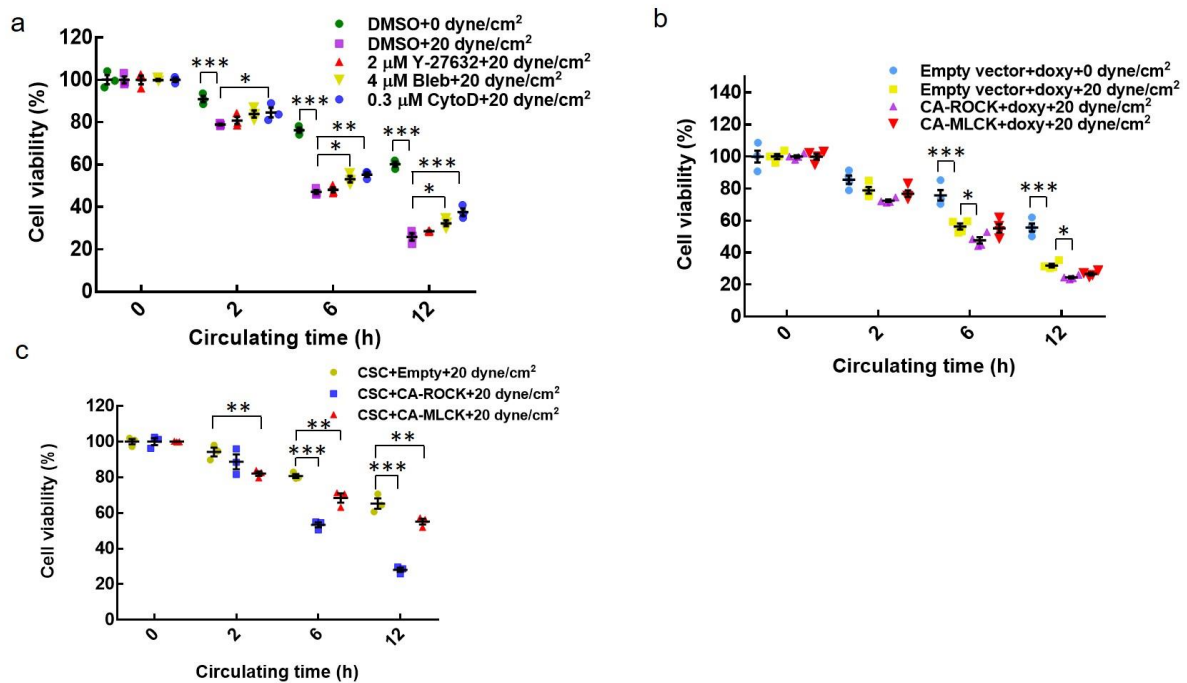 a
DMSO+0 dyne/cm²
DMSO+20 dyne/cm²
2 μM Y-27632+20 dyne/cm²
4 μM Bleb+20 dyne/cm²
0.3 μM CytoD+20 dyne/cm²
Cell viability (%)
120
100
80
60
40
20
0
***
*
***
**
*
***
***
*
0 2 6 12
Circulating time (h)
b
Empty vector+doxy+0 dyne/cm²
Empty vector+doxy+20 dyne/cm²
CA-ROCK+doxy+20 dyne/cm²
CA-MLCK+doxy+20 dyne/cm²
Cell viability (%)
140
120
100
80
60
40
20
0
***
*
***
*
0 2 6 12
Circulating time (h)
c
CSC+Empty+20 dyne/cm²
CSC+CA-ROCK+20 dyne/cm²
CSC+CA-MLCK+20 dyne/cm²
Cell viability (%)
120
100
80
60
40
20
0
**
**
***
**
***
0 2 6 12
Circulating time (h)